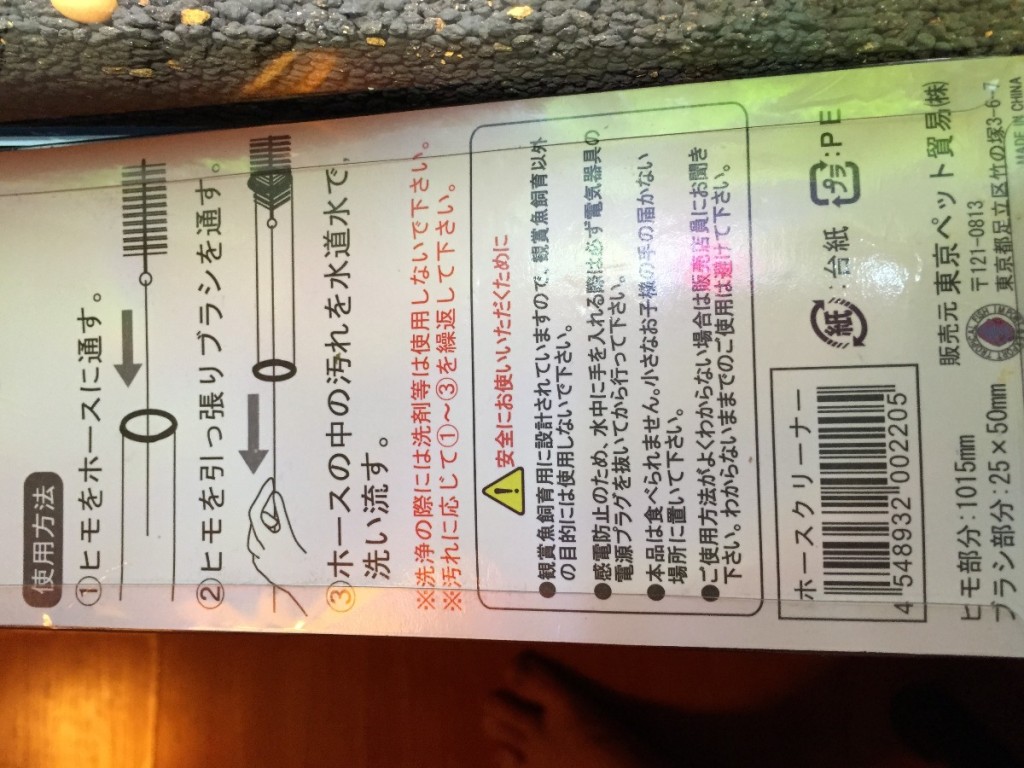 使用方法
①ヒモをホースに通す。
②ヒモを引っ張りブラシを通す。
③ホースの中の汚れを水道水で、
洗い流す。
※洗浄の際には洗剤等は使用しないで下さい。
※汚れに応じて①〜③を繰返して下さい。
安全にお使いいただくために
●観賞魚飼育用に設計されていますので、観賞魚飼育以外
の目的には使用しないで下さい。
●感電防止のため、水中に手を入れる際は必ず電気器具の
電源プラグを抜いてから行って下さい。
●本品は食べられません。小さなお子様の手の届かない
場所に置いて下さい。
●ご使用方法がよくわからない場合は販売店員にお聞き
下さい。わからないままでのご使用は避けて下さい。
紙:台紙 プラ:PE
ホースクリーナー
4 548932 002205
ヒモ部分:1015mm
ブラシ部分:25×50mm
販売元 東京ペット貿易㈱
〒121-0813
東京都足立区竹の塚3-6-7
MADE IN CHINA
TROPICAL FISH